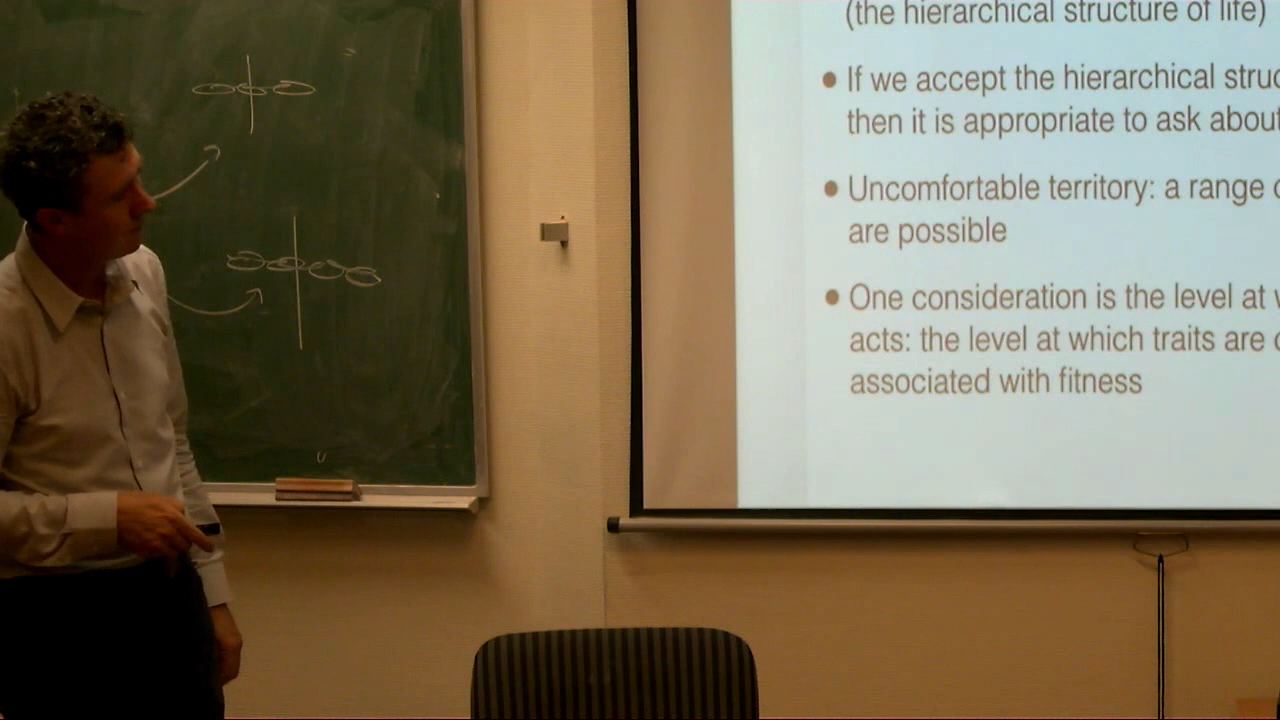 (the hierarchical structure of life)
• If we accept the hierarchical
then it is appropriate to ask about
• Uncomfortable territory: a range
are possible
• One consideration is the level at
acts: the level at which traits are
associated with fitness